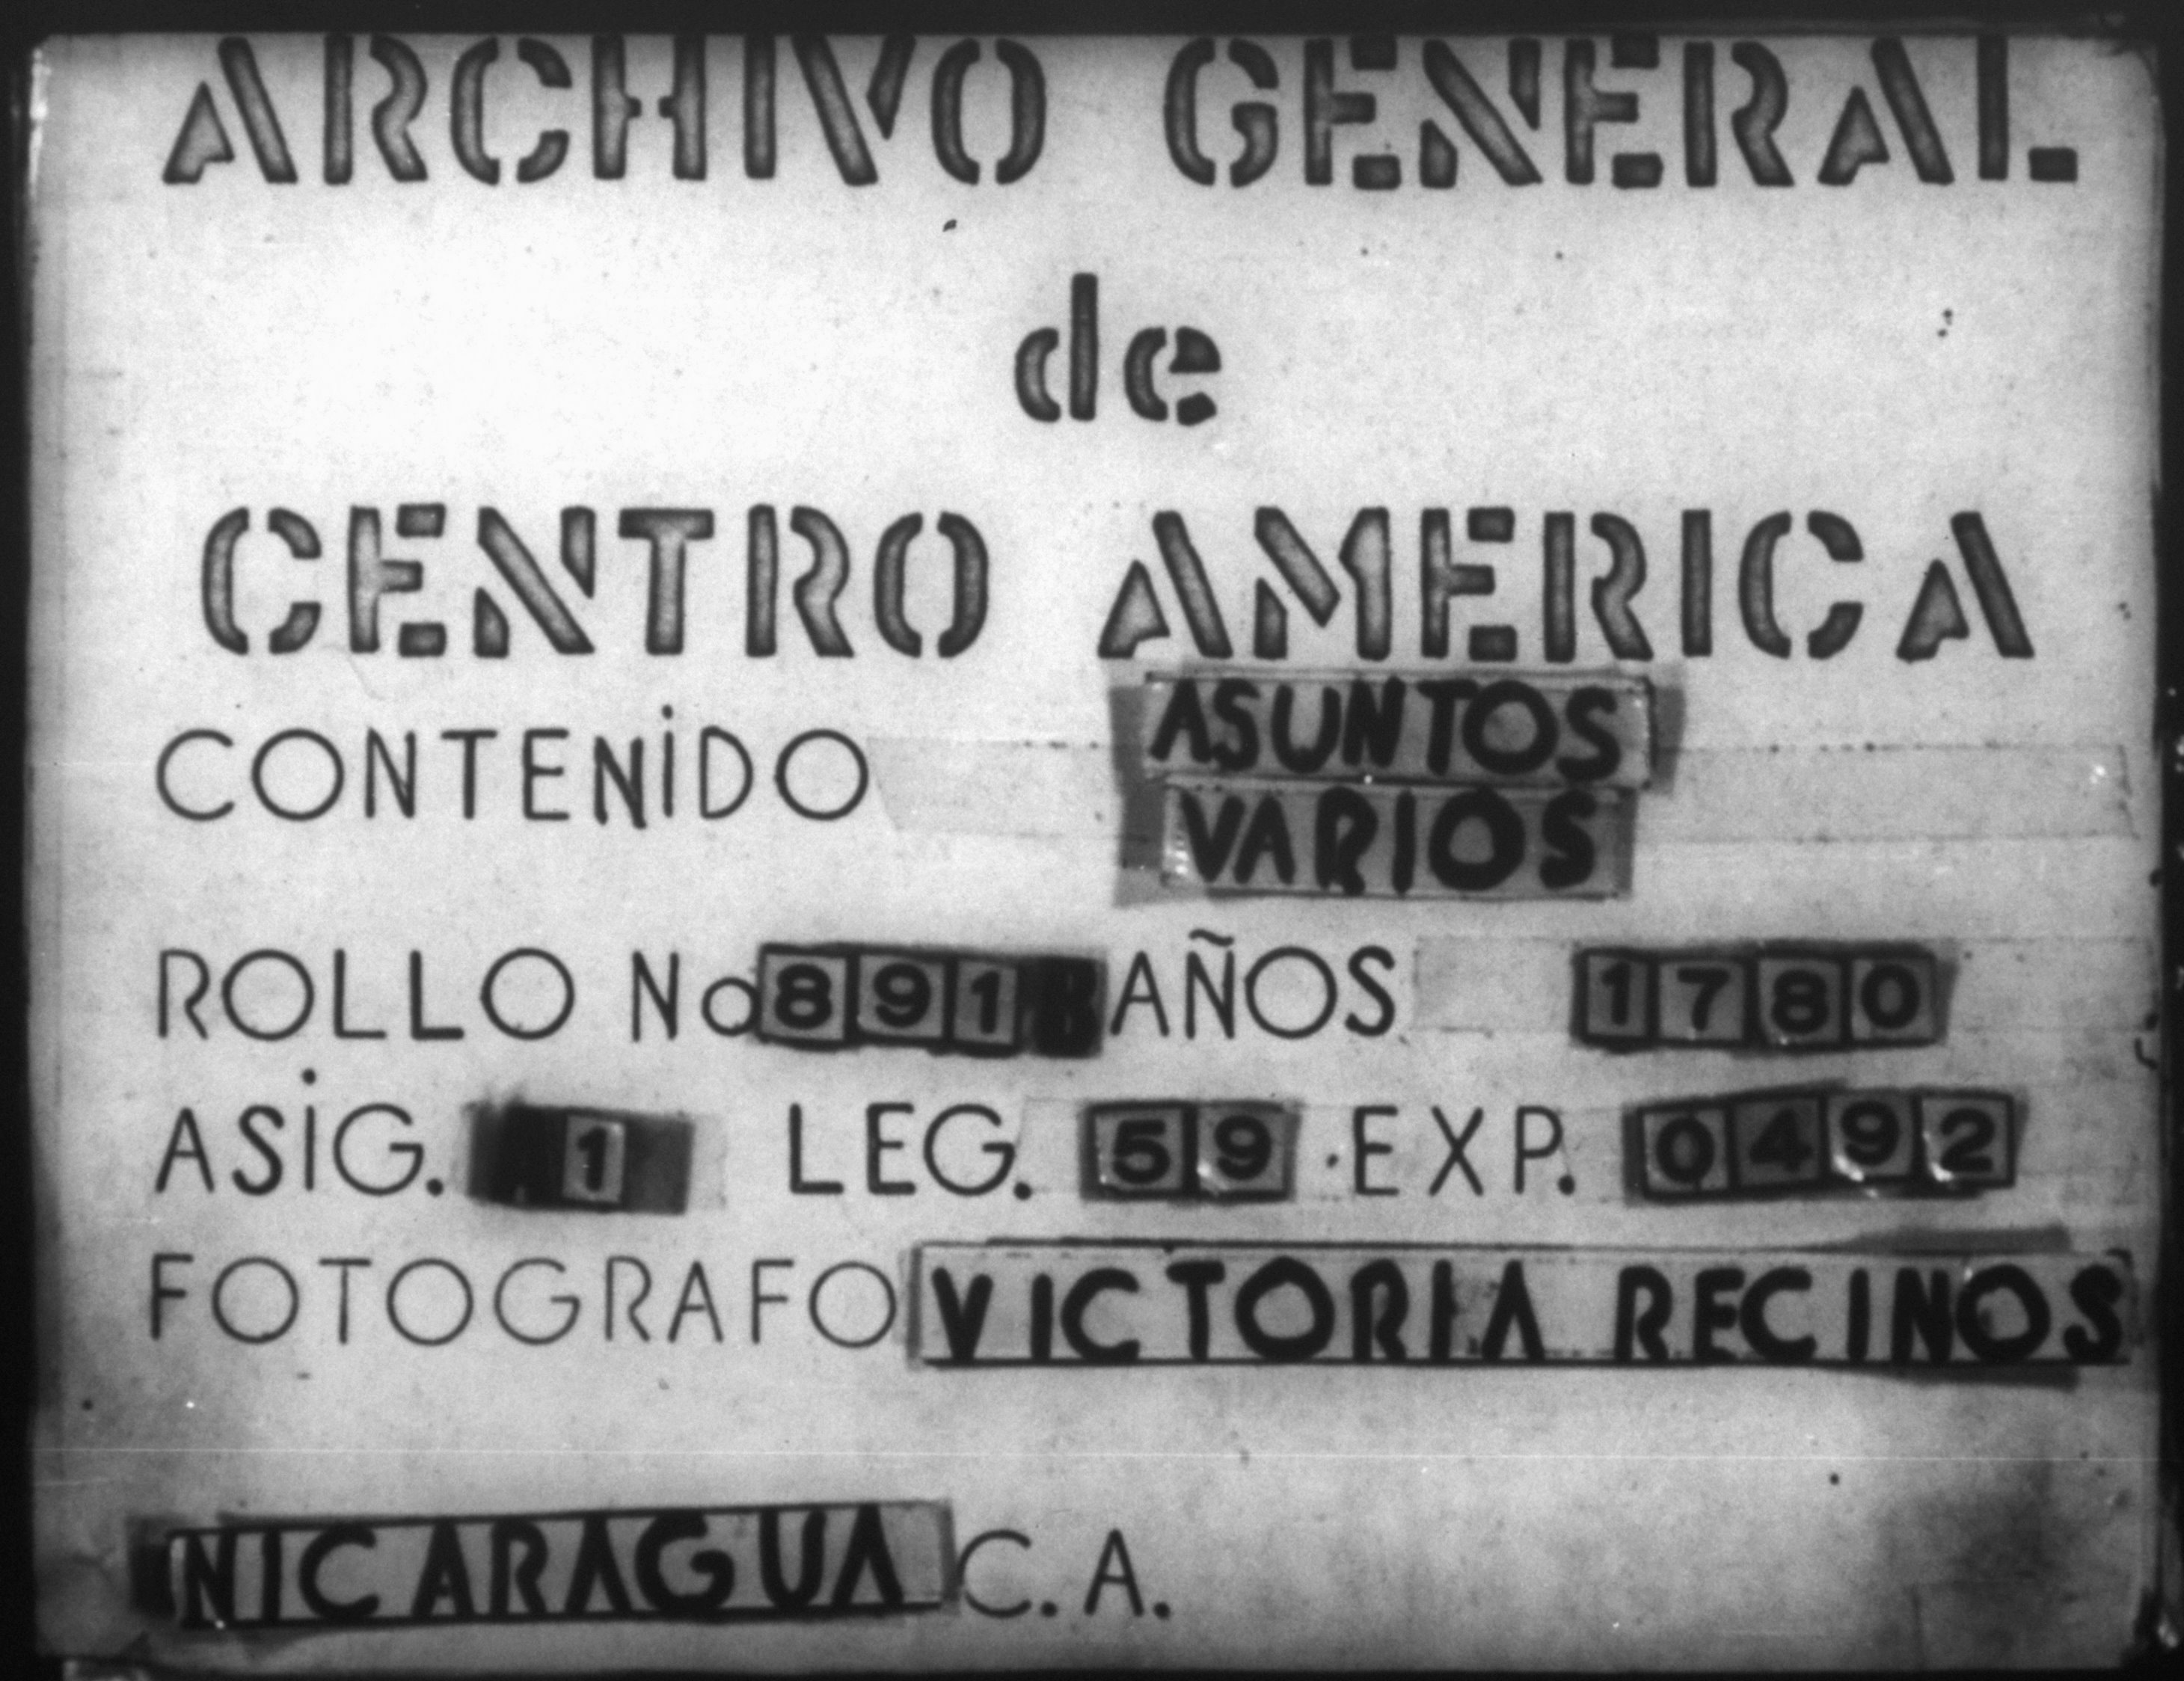 ARCHIVO GENERAL
de
CENTRO AMERICA
CONTENIDO ASUNTOS
VARIOS
ROLLO No 891 AÑOS 1780
ASIG. 1 LEG. 59 EXP. 0492
FOTOGRAFO VICTORIA RECINOS
NICARAGUA C.A.